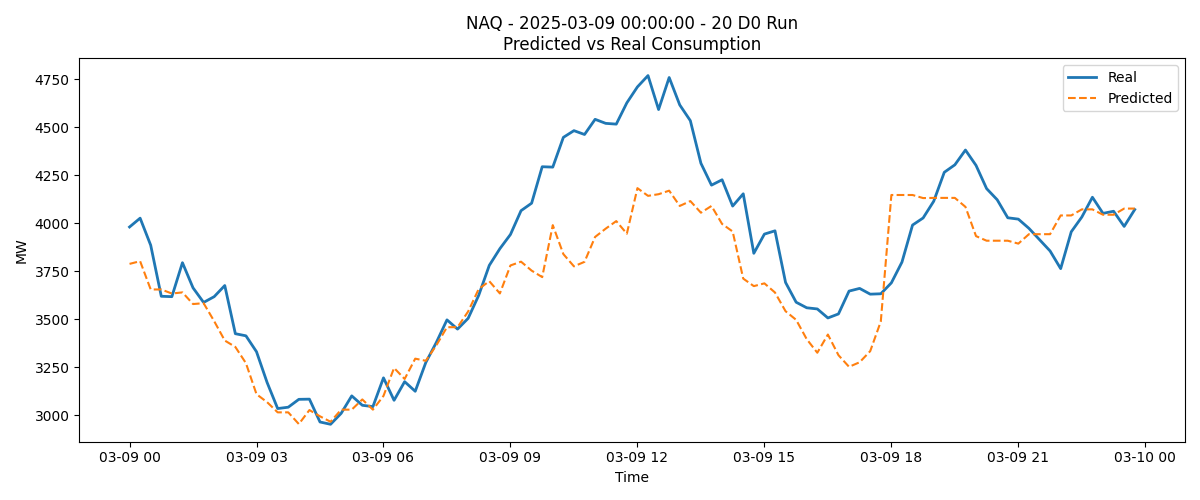 NAQ - 2025-03-09 00:00:00 - 20 D0 Run
Predicted vs Real Consumption
Real
Predicted
MW
4750
4500
4250
4000
3750
3500
3250
3000
03-09 00
03-09 03
03-09 06
03-09 09
03-09 12
03-09 15
03-09 18
03-09 21
03-10 00
Time